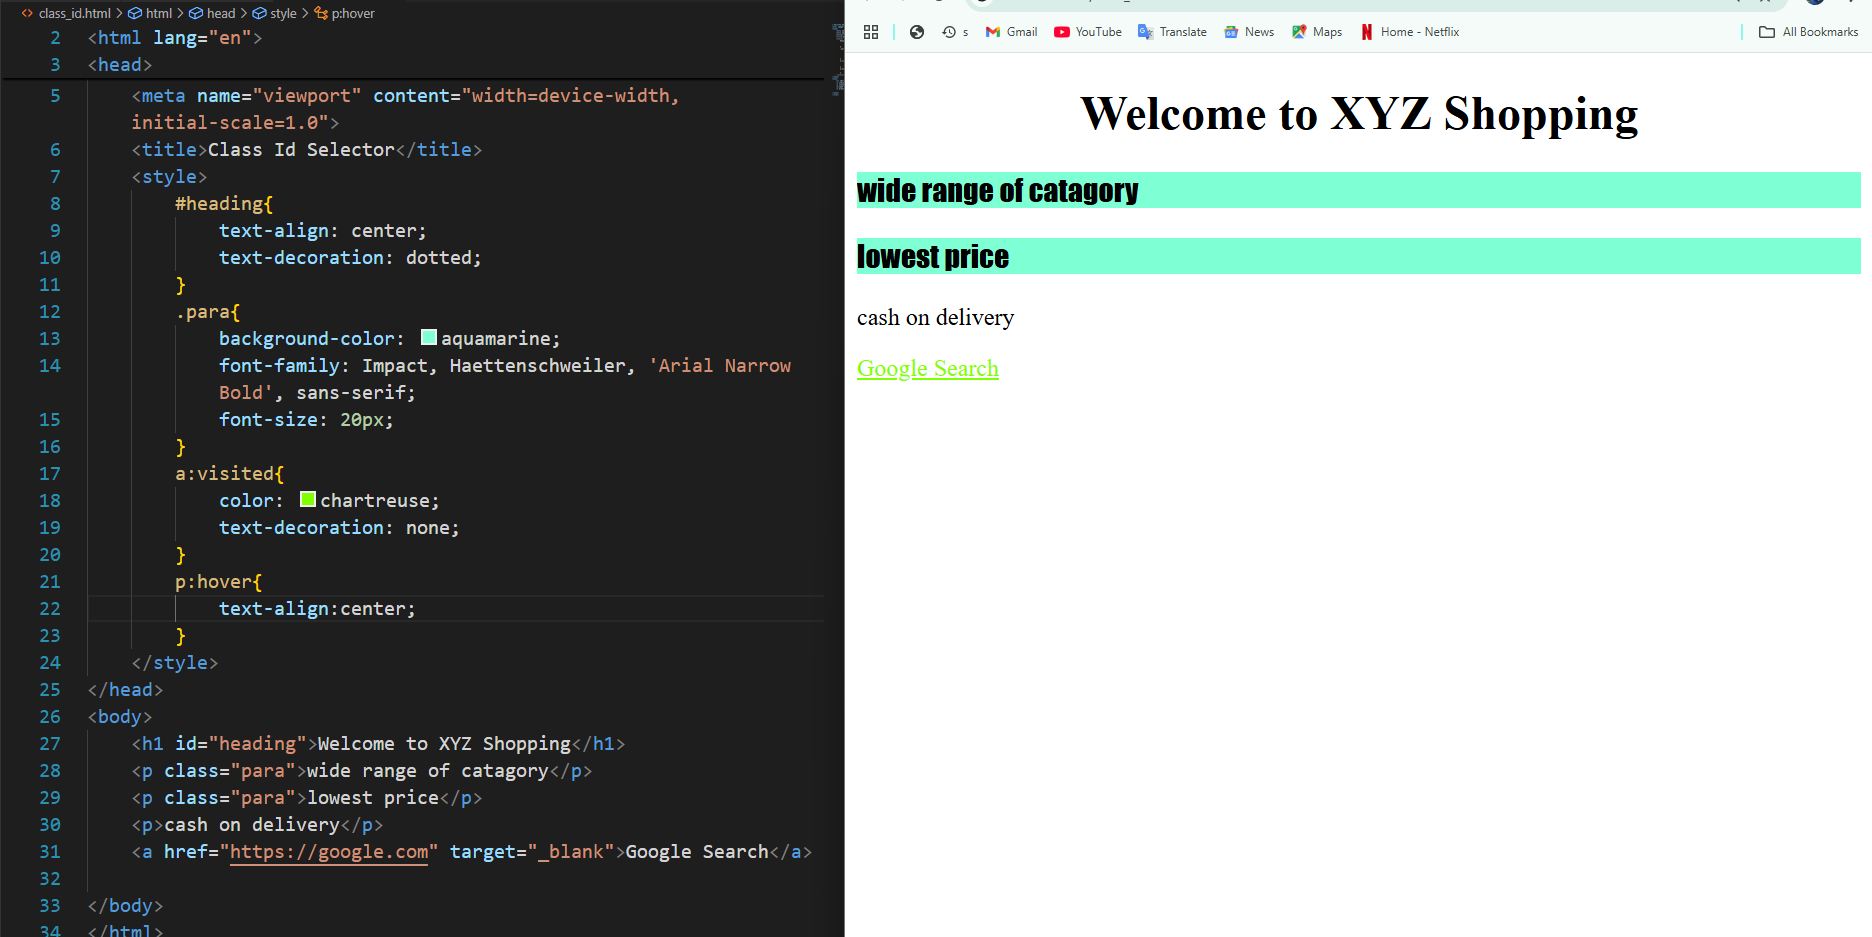 class_id.html > html > head > style > p:hover
2 <html lang="en">
3 <head>
5 <meta name="viewport" content="width=device-width,
initial-scale=1.0">
6 <title>Class Id Selector</title>
7 <style>
8 #heading{
9 text-align: center;
10 text-decoration: dotted;
11 }
12 .para{
13 background-color: aquamarine;
14 font-family: Impact, Haettenschweiler, 'Arial Narrow
Bold', sans-serif;
15 font-size: 20px;
16 }
17 a:visited{
18 color: chartreuse;
19 text-decoration: none;
20 }
21 p:hover{
22 text-align:center;
23 }
24 </style>
25 </head>
26 <body>
27 <h1 id="heading">Welcome to XYZ Shopping</h1>
28 <p class="para">wide range of catagory</p>
29 <p class="para">lowest price</p>
30 <p>cash on delivery</p>
31 <a href="https://google.com" target="_blank">Google Search</a>
32
33 </body>
34 </html>
s Gmail YouTube Translate News Maps Home - Netflix All Bookmarks
Welcome to XYZ Shopping
wide range of catagory
lowest price
cash on delivery
Google Search